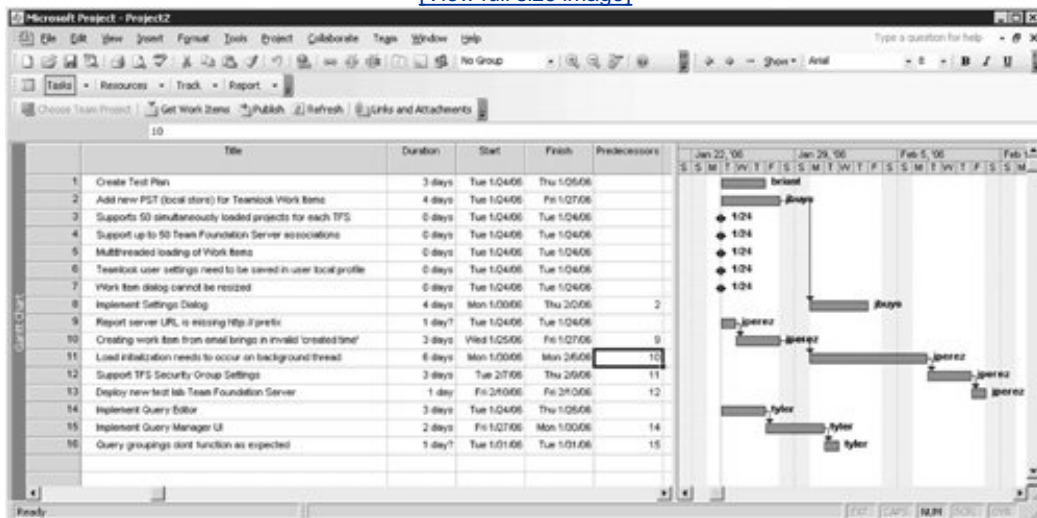 [View full size image]
Microsoft Project - Project2
File Edit View Insert Format Tools Project Collaborate Team Window Help Type a question for help
No Group Show Arial 8 B I U
Tasks Resources Track Report
Choose Team Project Get Work Items Publish Refresh Links and Attachments
10
Title Duration Start Finish Predecessors Jan 22, '06 Jan 29, '06 Feb 5, '06 Feb 1
S S M T W T F S S M T W T F S S M T W T F S S M
1 Create Test Plan 3 days Tue 1/24/06 Thu 1/26/06 briant
2 Add new PST (local store) for Teamlook Work Items 4 days Tue 1/24/06 Fri 1/27/06 jbuyo
3 Supports 50 simultaneously loaded projects for each TFS 0 days Tue 1/24/06 Tue 1/24/06 1/24
4 Support up to 50 Team Foundation Server associations 0 days Tue 1/24/06 Tue 1/24/06 1/24
5 Multithreaded loading of Work Items 0 days Tue 1/24/06 Tue 1/24/06 1/24
6 Teamlook user settings need to be saved in user local profile 0 days Tue 1/24/06 Tue 1/24/06 1/24
7 Work Item dialog cannot be resized 0 days Tue 1/24/06 Tue 1/24/06 1/24
8 Implement Settings Dialog 4 days Mon 1/30/06 Thu 2/2/06 2 jbuyo
9 Report server URL is missing http:// prefix 1 day? Tue 1/24/06 Tue 1/24/06 jperez
10 Creating work item from email brings in invalid 'created time' 3 days Wed 1/25/06 Fri 1/27/06 9 jperez
11 Load initialization needs to occur on background thread 6 days Mon 1/30/06 Mon 2/6/06 10 jperez
12 Support TFS Security Group Settings 3 days Tue 2/7/06 Thu 2/9/06 11 jperez
13 Deploy new test lab Team Foundation Server 1 day Fri 2/10/06 Fri 2/10/06 12 jperez
14 Implement Query Editor 3 days Tue 1/24/06 Thu 1/26/06 tyler
15 Implement Query Manager UI 2 days Fri 1/27/06 Mon 1/30/06 14 tyler
16 Query groupings dont function as expected 1 day? Tue 1/31/06 Tue 1/31/06 15 tyler
Gantt Chart
Ready EXT CAPS NUM SCRL OVR